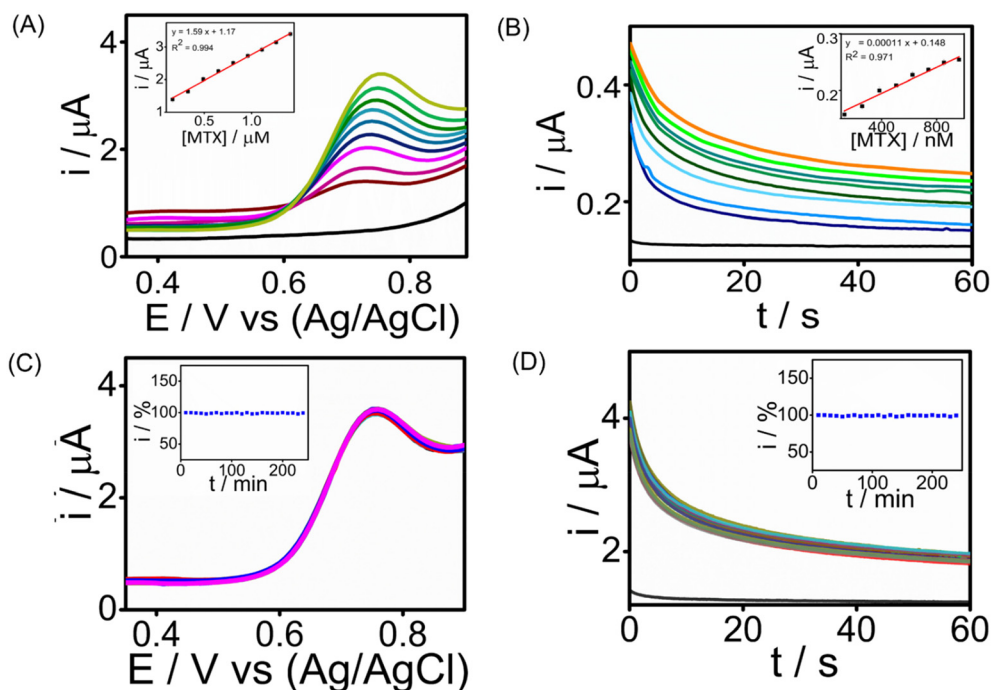 (A)
4
2
0
i / μA
0.4 0.6 0.8
E / V vs (Ag/AgCl)
y = 1.59 x + 1.17
R2 = 0.994
3
2
1
i / μA
0.5 1.0
[MTX] / μM
(B)
0.4
0.2
i / μA
0 20 40 60
t / s
y = 0.00011 x + 0.148
R2 = 0.971
0.3
0.2
i / μA
400 800
[MTX] / nM
(C)
4
2
0
i / μA
0.4 0.6 0.8
E / V vs (Ag/AgCl)
150
100
50
i / %
0 100 200
t / min
(D)
4
2
i / μA
0 20 40 60
t / s
150
100
50
i / %
0 100 200
t / min